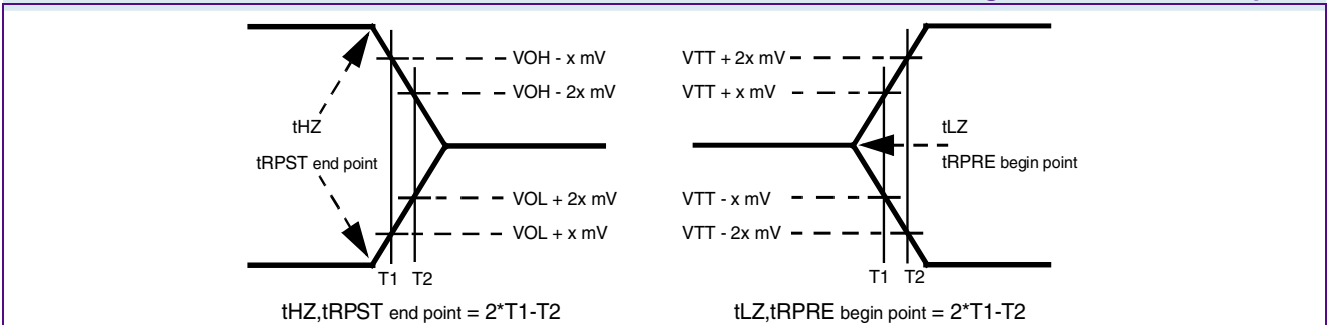 VOH - x mV
VOH - 2x mV
tHZ
tRPST end point
VOL + 2x mV
VOL + x mV
T1 T2
tHZ,tRPST end point = 2*T1-T2
VTT + 2x mV
VTT + x mV
tLZ
tRPRE begin point
VTT - x mV
VTT - 2x mV
T1 T2
tLZ,tRPRE begin point = 2*T1-T2